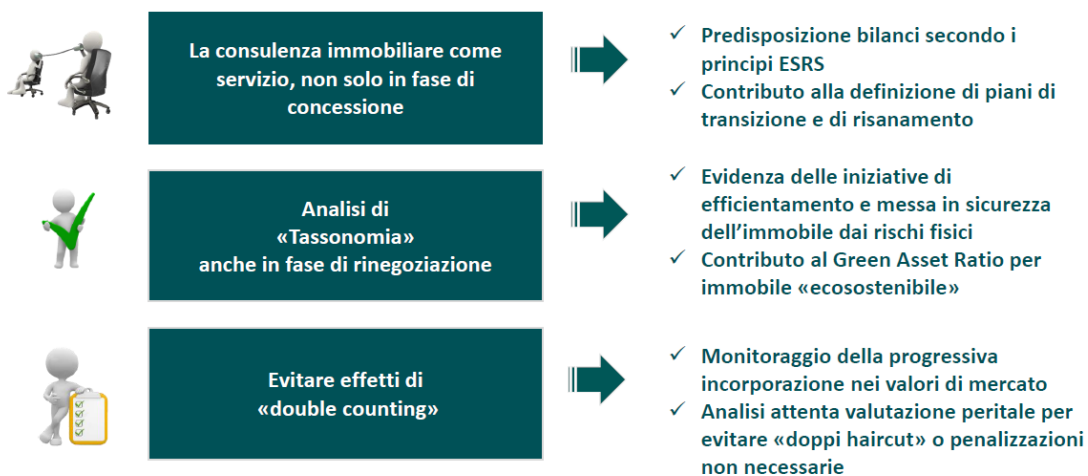 La consulenza immobiliare come
servizio, non solo in fase di
concessione
✓ Predisposizione bilanci secondo i
principi ESRS
✓ Contributo alla definizione di piani di
transizione e di risanamento
Analisi di
«Tassonomia»
anche in fase di rinegoziazione
✓ Evidenza delle iniziative di
efficientamento e messa in sicurezza
dell’immobile dai rischi fisici
✓ Contributo al Green Asset Ratio per
immobile «ecosostenibile»
Evitare effetti di
«double counting»
✓ Monitoraggio della progressiva
incorporazione nei valori di mercato
✓ Analisi attenta valutazione peritale per
evitare «doppi haircut» o penalizzazioni
non necessarie